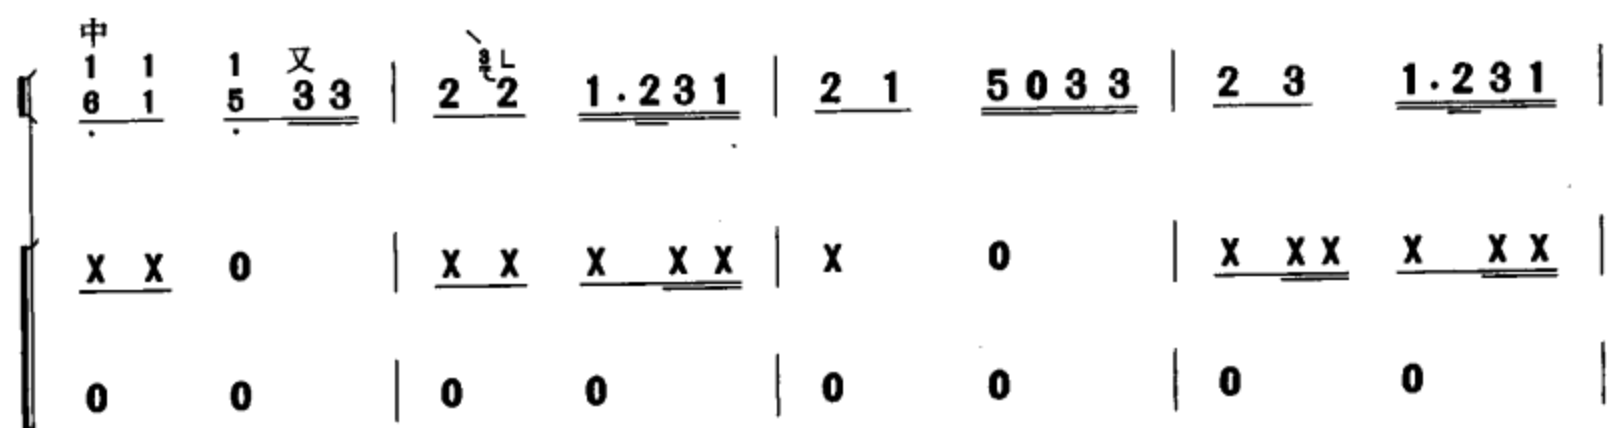 中
1 1 1 又 3 L
6 1 5 3 3 | 2 2 1 . 2 3 1 | 2 1 5 0 3 3 | 2 3 1 . 2 3 1 |
X X 0 | X X X X X | X 0 | X X X X X X |
0 0 | 0 0 | 0 0 | 0 0 |